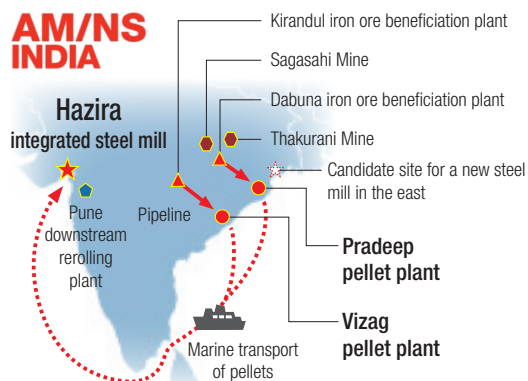 AM/NS
INDIA
Kirandul iron ore beneficiation plant
Sagasahi Mine
Dabuna iron ore beneficiation plant
Thakurani Mine
Candidate site for a new steel
mill in the east
Hazira
integrated steel mill
Pune
downstream
rerolling
plant
Pipeline
Pradeep
pellet plant
Vizag
pellet plant
Marine transport
of pellets